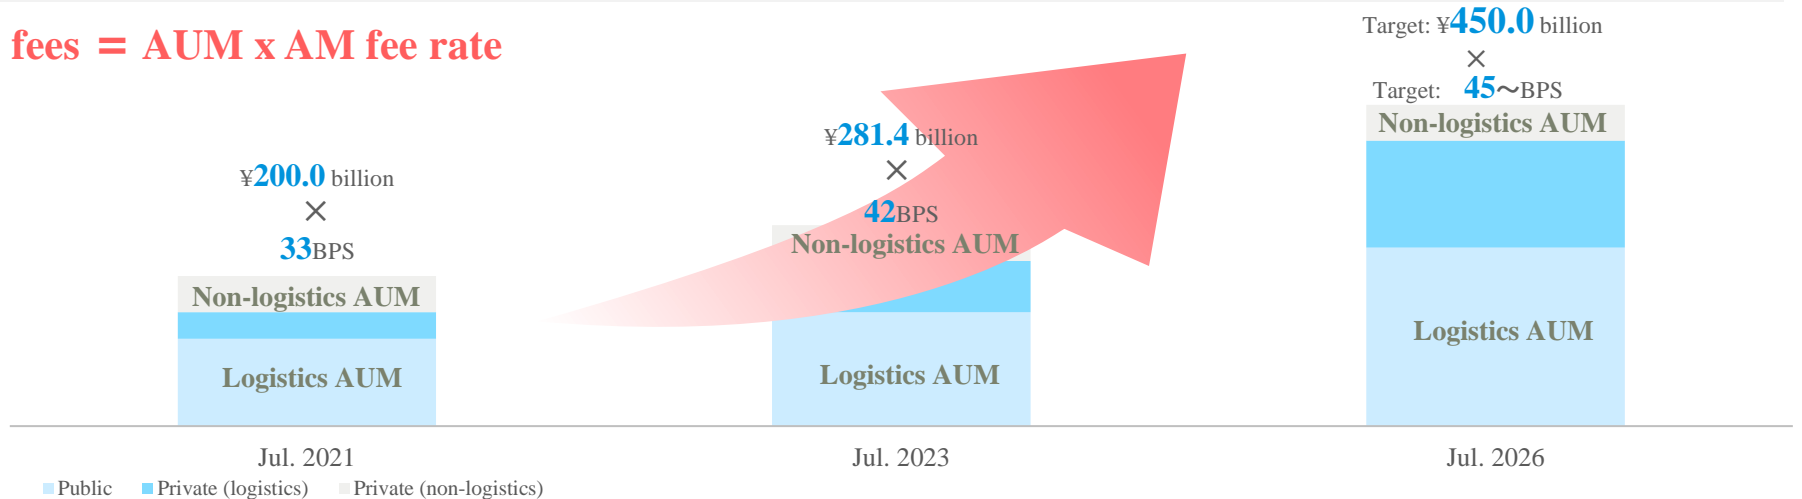 fees = AUM x AM fee rate
Target: ¥450.0 billion
×
Target: 45～BPS
Non-logistics AUM
Logistics AUM
¥281.4 billion
×
42BPS
Non-logistics AUM
Logistics AUM
¥200.0 billion
×
33BPS
Non-logistics AUM
Logistics AUM
Jul. 2021
Jul. 2023
Jul. 2026
Public
Private (logistics)
Private (non-logistics)